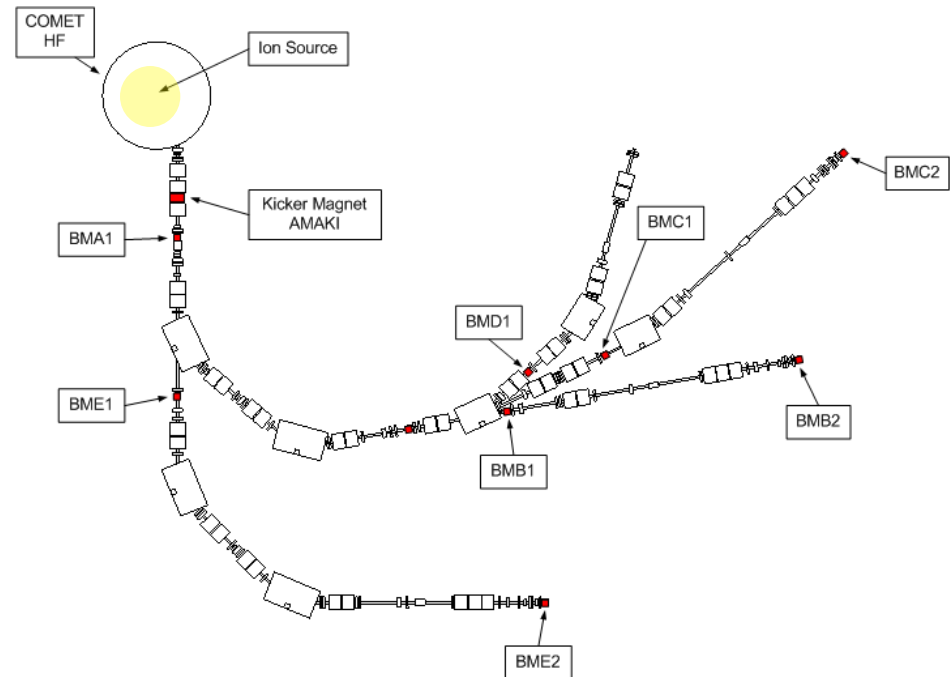 COMET
HF
Ion Source
Kicker Magnet
AMAKI
BMA1
BMC2
BMC1
BMD1
BME1
BMB2
BMB1
BME2